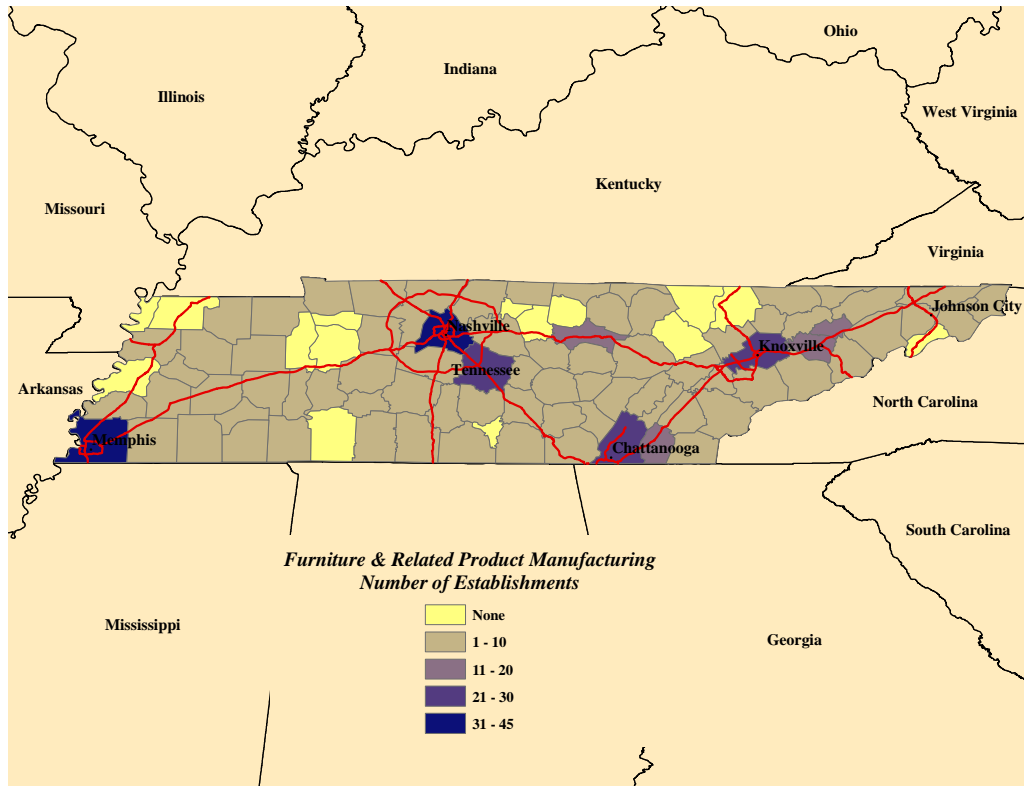 Ohio
Indiana
Illinois
West Virginia
Kentucky
Missouri
Virginia
Johnson City
Nashville
Knoxville
Tennessee
Arkansas
North Carolina
Memphis
Chattanooga
South Carolina
Furniture & Related Product Manufacturing
Number of Establishments
None
1 - 10
11 - 20
21 - 30
31 - 45
Mississippi
Georgia